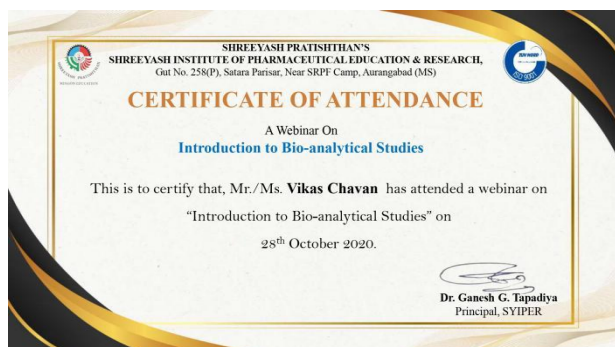 SHREEYASH PRATISHTHAN'S
SHREEYASH INSTITUTE OF PHARMACEUTICAL EDUCATION & RESEARCH,
Gut No. 258(P), Satara Parisar, Near SRPF Camp, Aurangabad (MS)
CERTIFICATE OF ATTENDANCE
A Webinar On
Introduction to Bio-analytical Studies
This is to certify that, Mr./Ms. Vikas Chavan has attended a webinar on
“Introduction to Bio-analytical Studies” on
28th October 2020.
Dr. Ganesh G. Tapadiya
Principal, SYIPER
ISO 9001